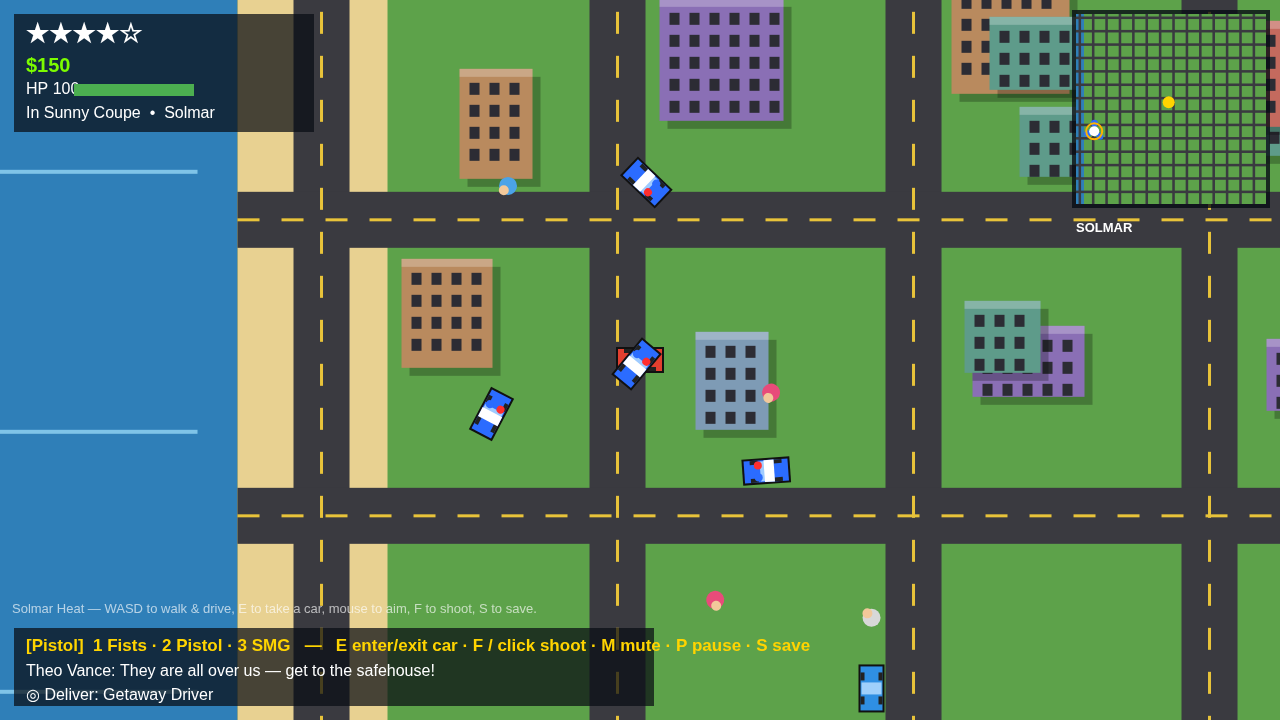 ★★★★☆
$150
HP 100
In Sunny Coupe • Solmar
SOLMAR
Solmar Heat — WASD to walk & drive, E to take a car, mouse to aim, F to shoot, S to save.
[Pistol] 1 Fists · 2 Pistol · 3 SMG — E enter/exit car · F / click shoot · M mute · P pause · S save
Theo Vance: They are all over us — get to the safehouse!
◎ Deliver: Getaway Driver